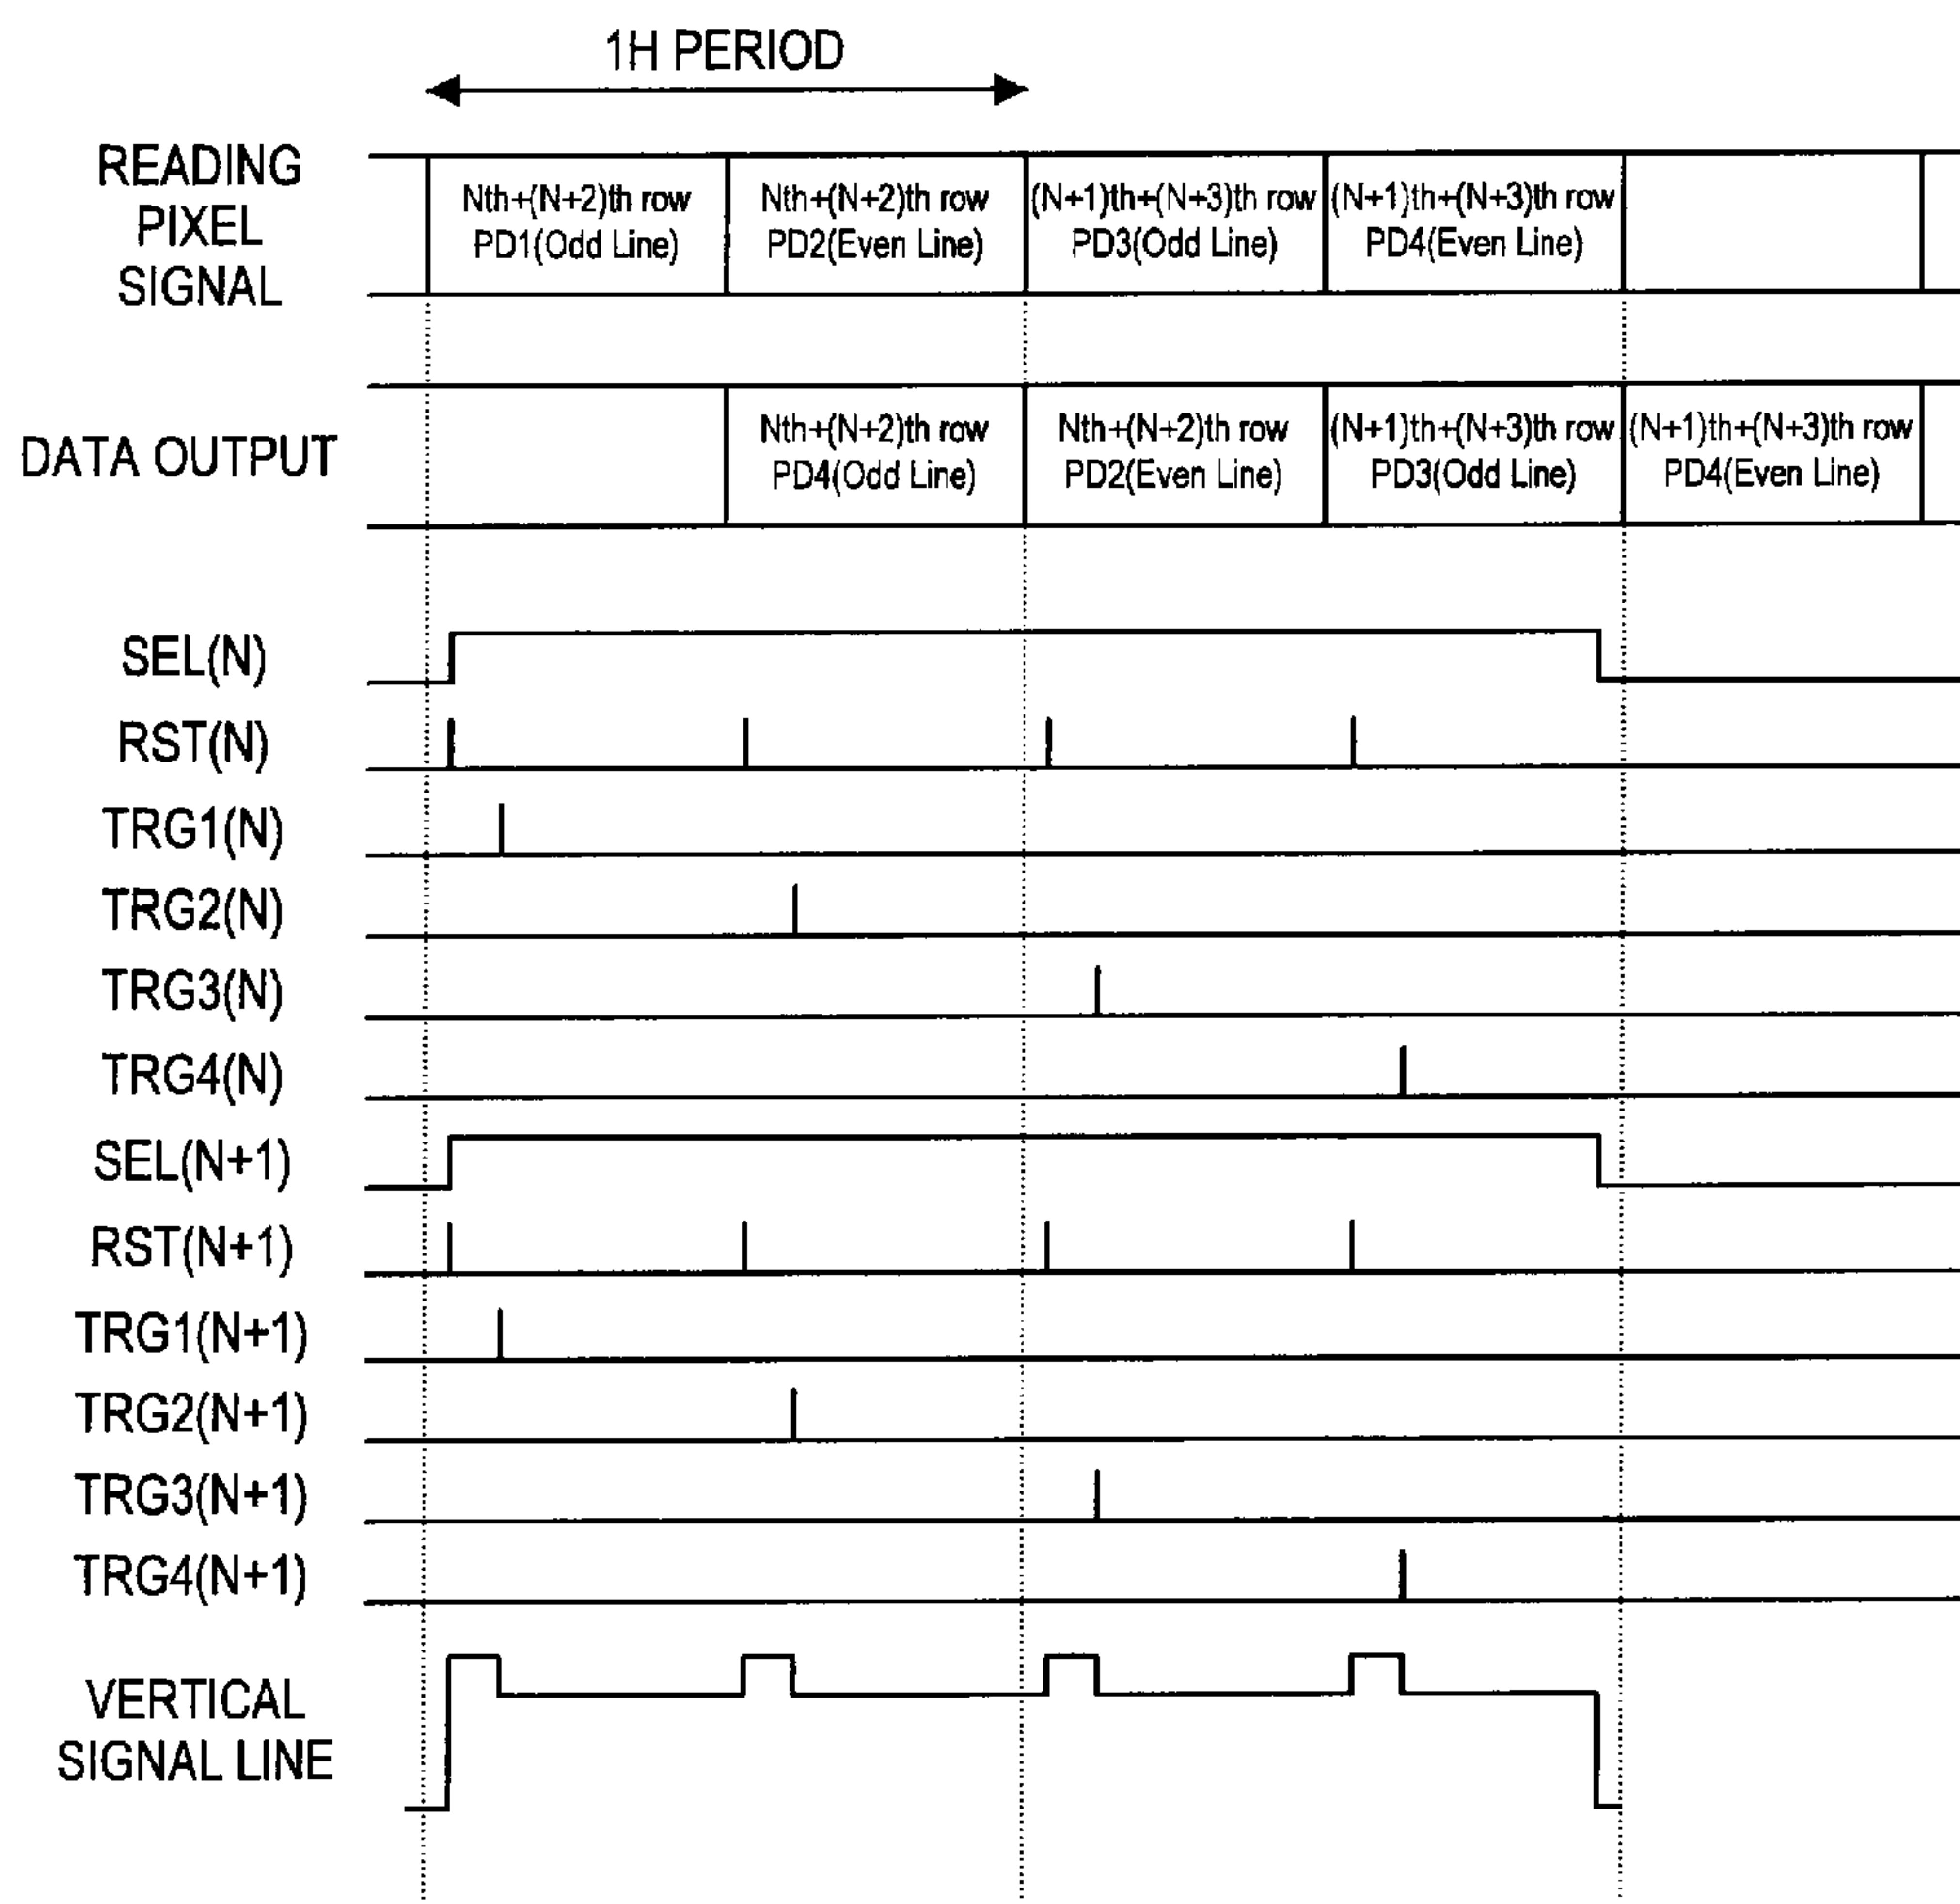 1H PERIOD
READING
PIXEL
SIGNAL
Nth+(N+2)th row
PD1(Odd Line)
Nth+(N+2)th row
PD2(Even Line)
(N+1)th+(N+3)th row
PD3(Odd Line)
(N+1)th+(N+3)th row
PD4(Even Line)
DATA OUTPUT
Nth+(N+2)th row
PD4(Odd Line)
Nth+(N+2)th row
PD2(Even Line)
(N+1)th+(N+3)th row
PD3(Odd Line)
(N+1)th+(N+3)th row
PD4(Even Line)
SEL(N)
RST(N)
TRG1(N)
TRG2(N)
TRG3(N)
TRG4(N)
SEL(N+1)
RST(N+1)
TRG1(N+1)
TRG2(N+1)
TRG3(N+1)
TRG4(N+1)
VERTICAL
SIGNAL LINE